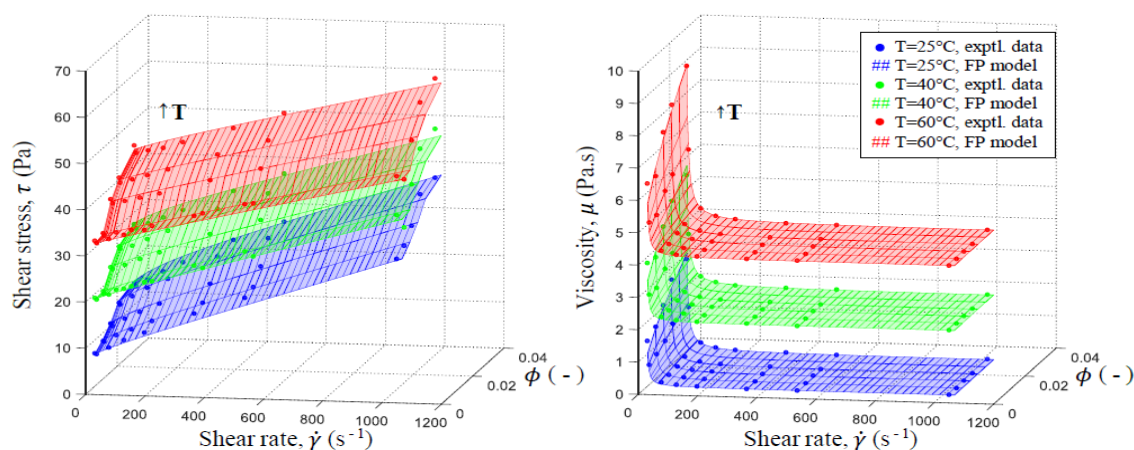 70
60
50
40
30
20
10
0
Shear stress, τ (Pa)
↑T
0
200
400
600
800
1000
1200
Shear rate, γ̇ (s⁻¹)
0
0.02
0.04
ϕ ( - )
10
9
8
7
6
5
4
3
2
1
0
Viscosity, μ (Pa.s)
↑T
0
200
400
600
800
1000
1200
Shear rate, γ̇ (s⁻¹)
0
0.02
0.04
ϕ ( - )
T=25°C, exptl. data
## T=25°C, FP model
T=40°C, exptl. data
## T=40°C, FP model
T=60°C, exptl. data
## T=60°C, FP model